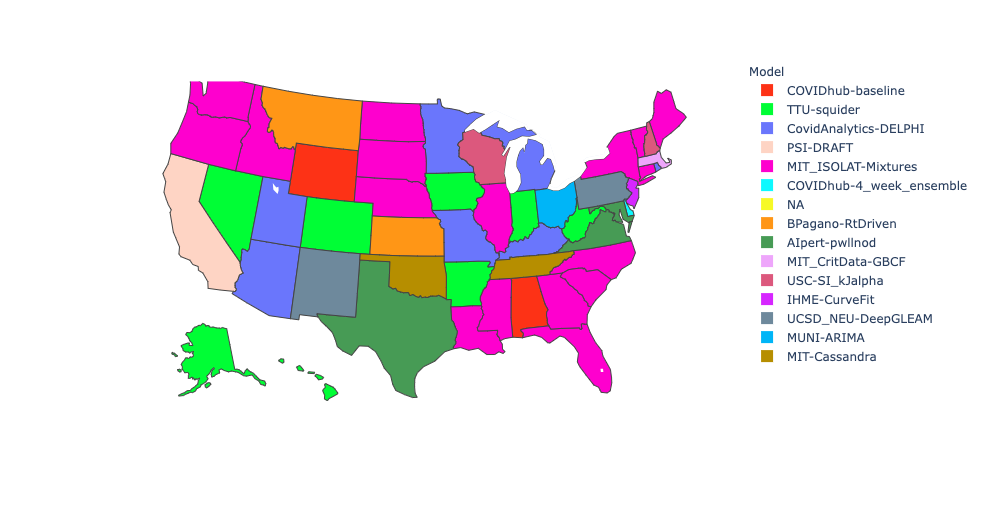 Model
COVIDhub-baseline
TTU-squider
CovidAnalytics-DELPHI
PSI-DRAFT
MIT_ISOLAT-Mixtures
COVIDhub-4_week_ensemble
NA
BPagano-RtDriven
AIpert-pwllnod
MIT_CritData-GBCF
USC-SI_kJalpha
IHME-CurveFit
UCSD_NEU-DeepGLEAM
MUNI-ARIMA
MIT-Cassandra